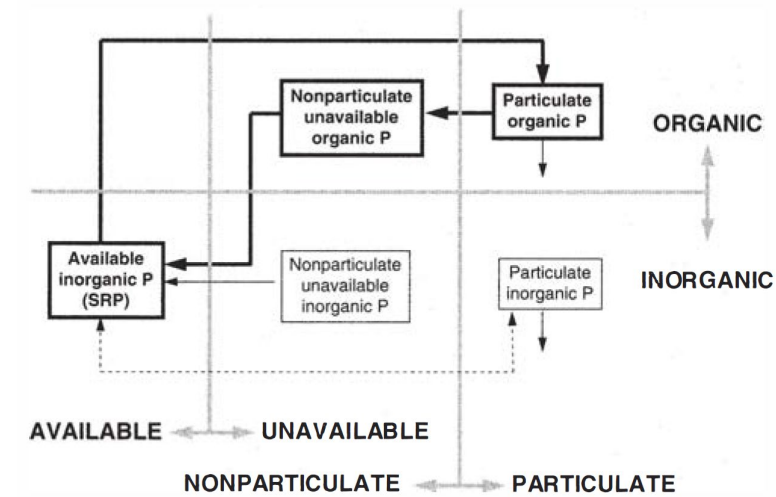 Nonparticulate
unavailable
organic P
Particulate
organic P
ORGANIC
Available
inorganic P
(SRP)
Nonparticulate
unavailable
inorganic P
Particulate
inorganic P
INORGANIC
AVAILABLE
UNAVAILABLE
NONPARTICULATE
PARTICULATE